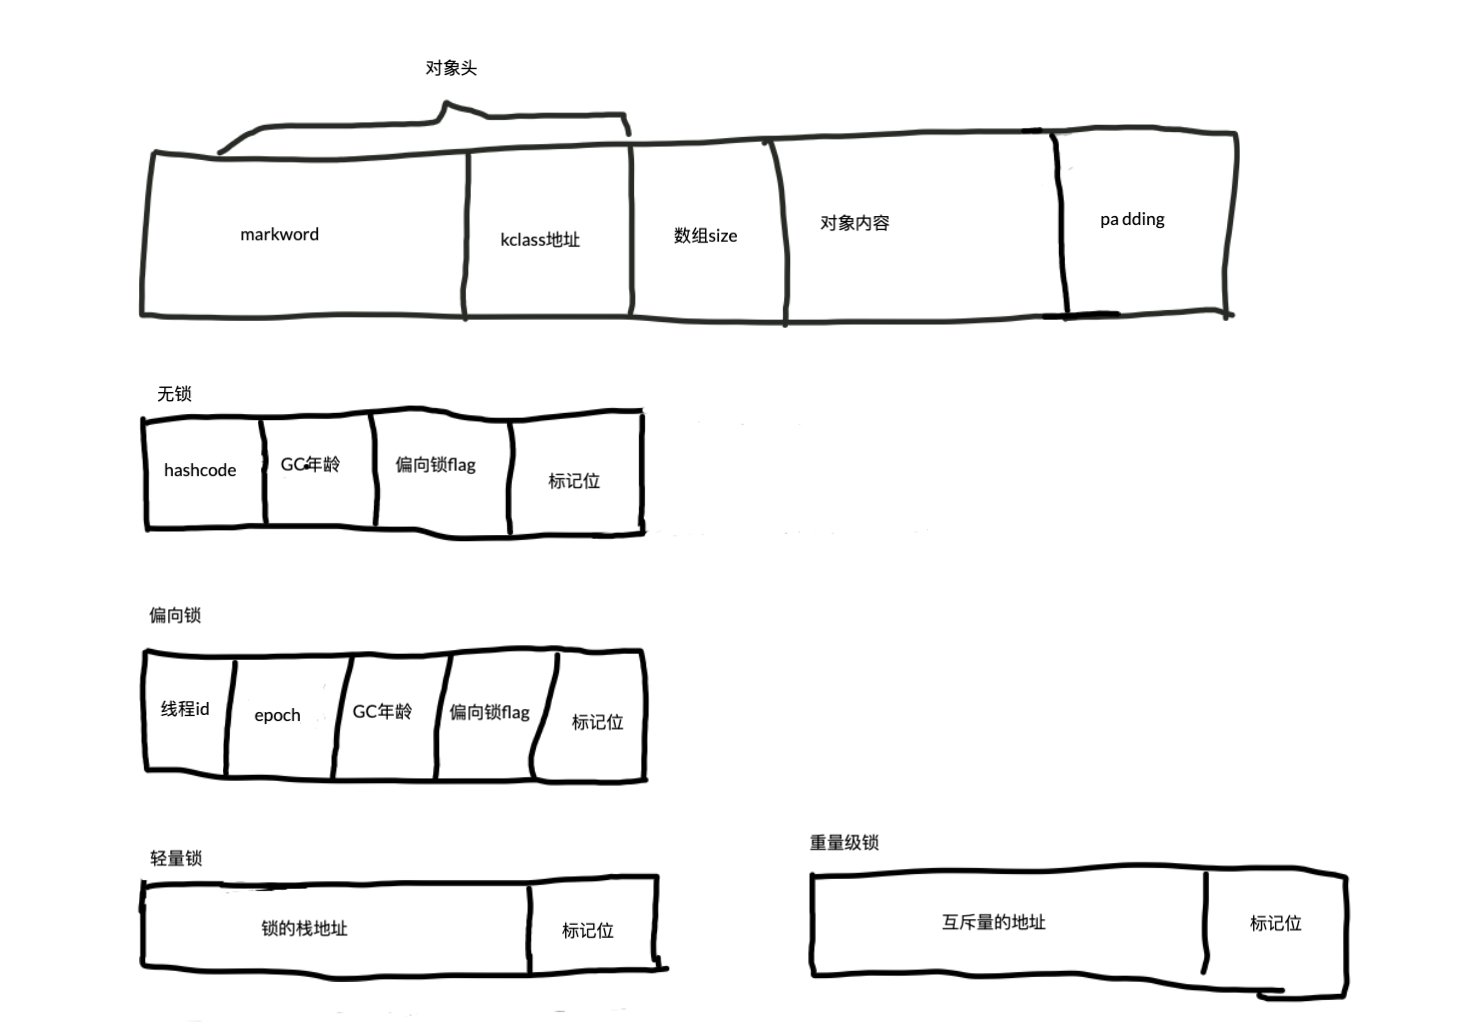 对象头
markword
kclass地址
数组size
对象内容
padding
无锁
hashcode
GC年龄
偏向锁flag
标记位
偏向锁
线程id
epoch
GC年龄
偏向锁flag
标记位
轻量锁
锁的栈地址
标记位
重量级锁
互斥量的地址
标记位